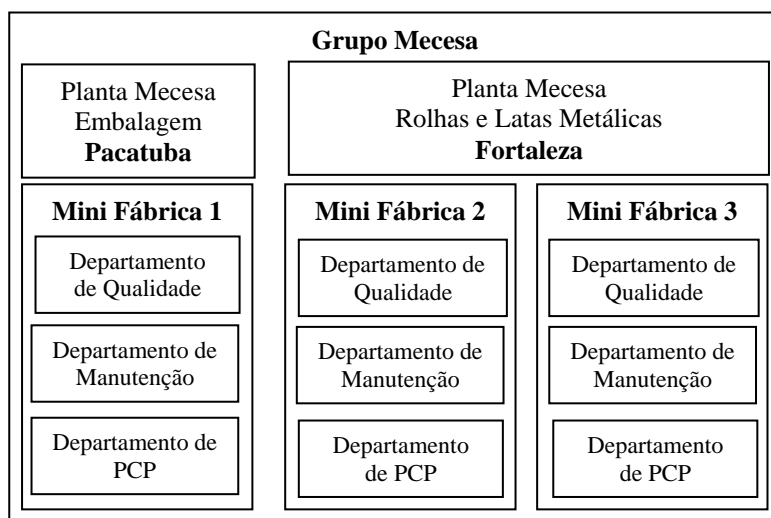 Grupo Mecesa
Planta Mecesa
Embalagem
Pacatuba
Planta Mecesa
Rolhas e Latas Metálicas
Fortaleza
Mini Fábrica 1
Departamento
de Qualidade
Departamento de
Manutenção
Departamento de
PCP
Mini Fábrica 2
Departamento de
Qualidade
Departamento de
Manutenção
Departamento
de PCP
Mini Fábrica 3
Departamento de
Qualidade
Departamento de
Manutenção
Departamento
de PCP